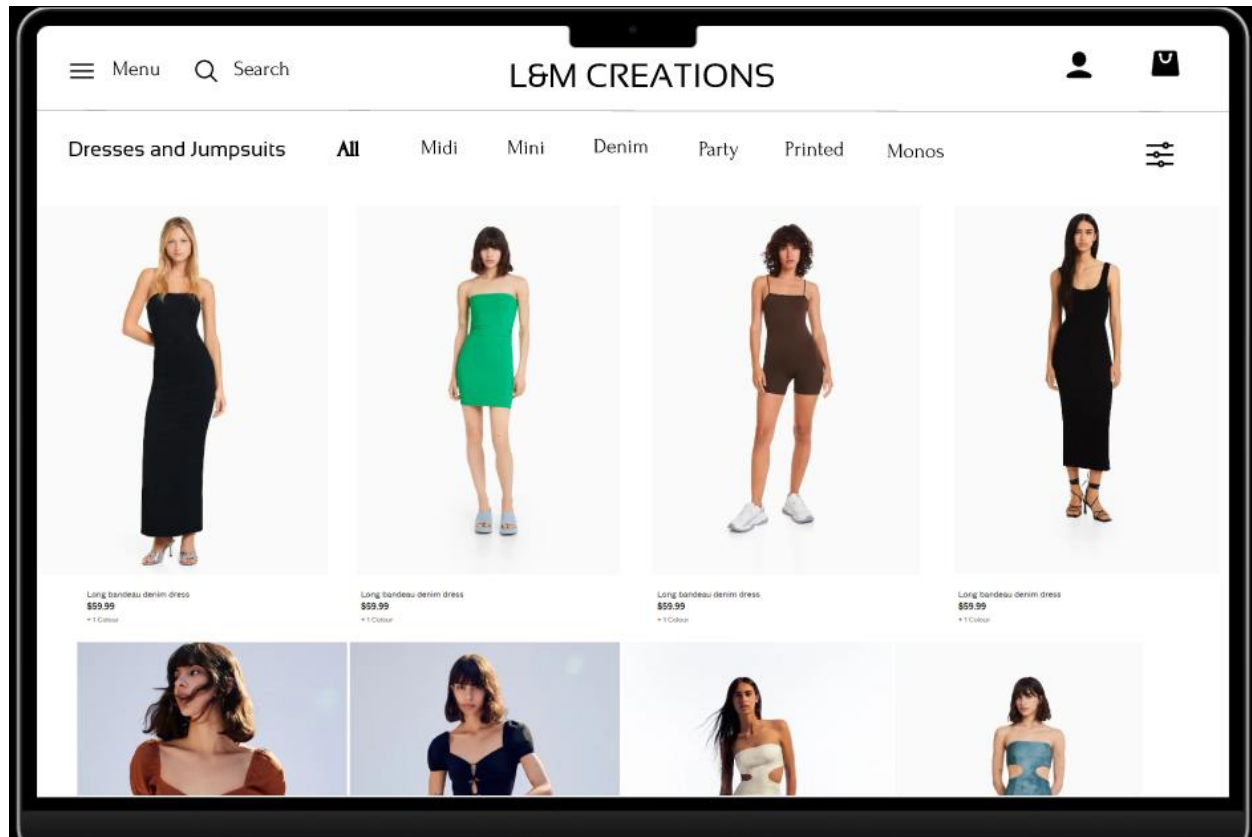 Menu Search L&M CREATIONS
Dresses and Jumpsuits All Midi Mini Denim Party Printed Monos
Long bandeau denim dress
$59.99
+ 1 Colour
Long bandeau denim dress
$59.99
+ 1 Colour
Long bandeau denim dress
$59.99
+ 1 Colour
Long bandeau denim dress
$59.99
+ 1 Colour